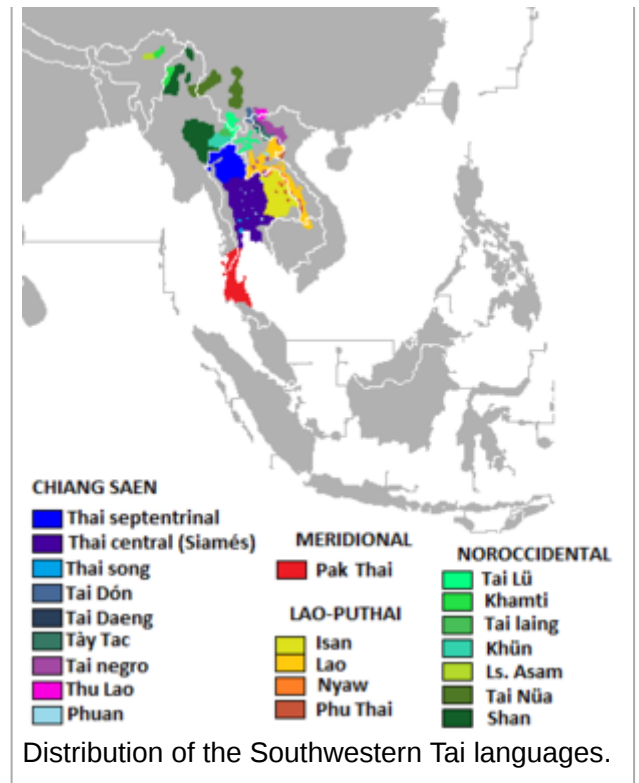 CHIANG SAEN
Thai septentrinal
Thai central (Siamés)
Thai song
Tai Dón
Tai Daeng
Tày Tac
Tai negro
Thu Lao
Phuan
MERIDIONAL
Pak Thai
LAO-PUTHAI
Isan
Lao
Nyaw
Phu Thai
NOROCCIDENTAL
Tai Lü
Khamti
Tai laing
Khün
Ls. Asam
Tai Nüa
Shan
Distribution of the Southwestern Tai languages.